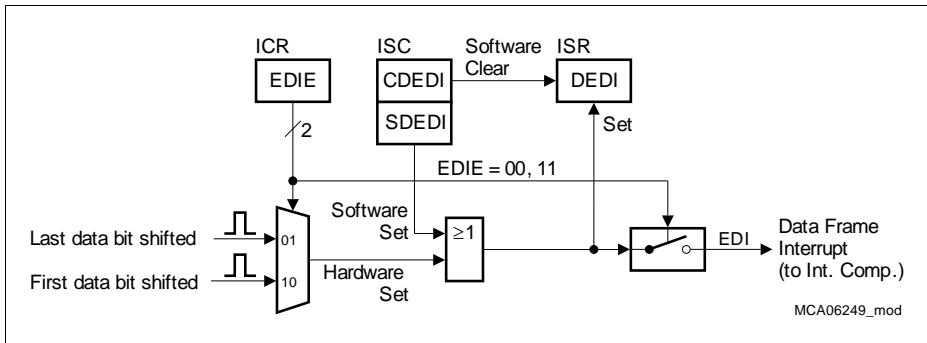 ICR
ISC
ISR
EDIE
CDEDI
SDEDI
Software
Clear
DEDI
2
Set
EDIE = 00, 11
Software
Set
≥1
Last data bit shifted
01
First data bit shifted
10
Hardware
Set
EDI
Data Frame
Interrupt
(to Int. Comp.)
MCA06249_mod